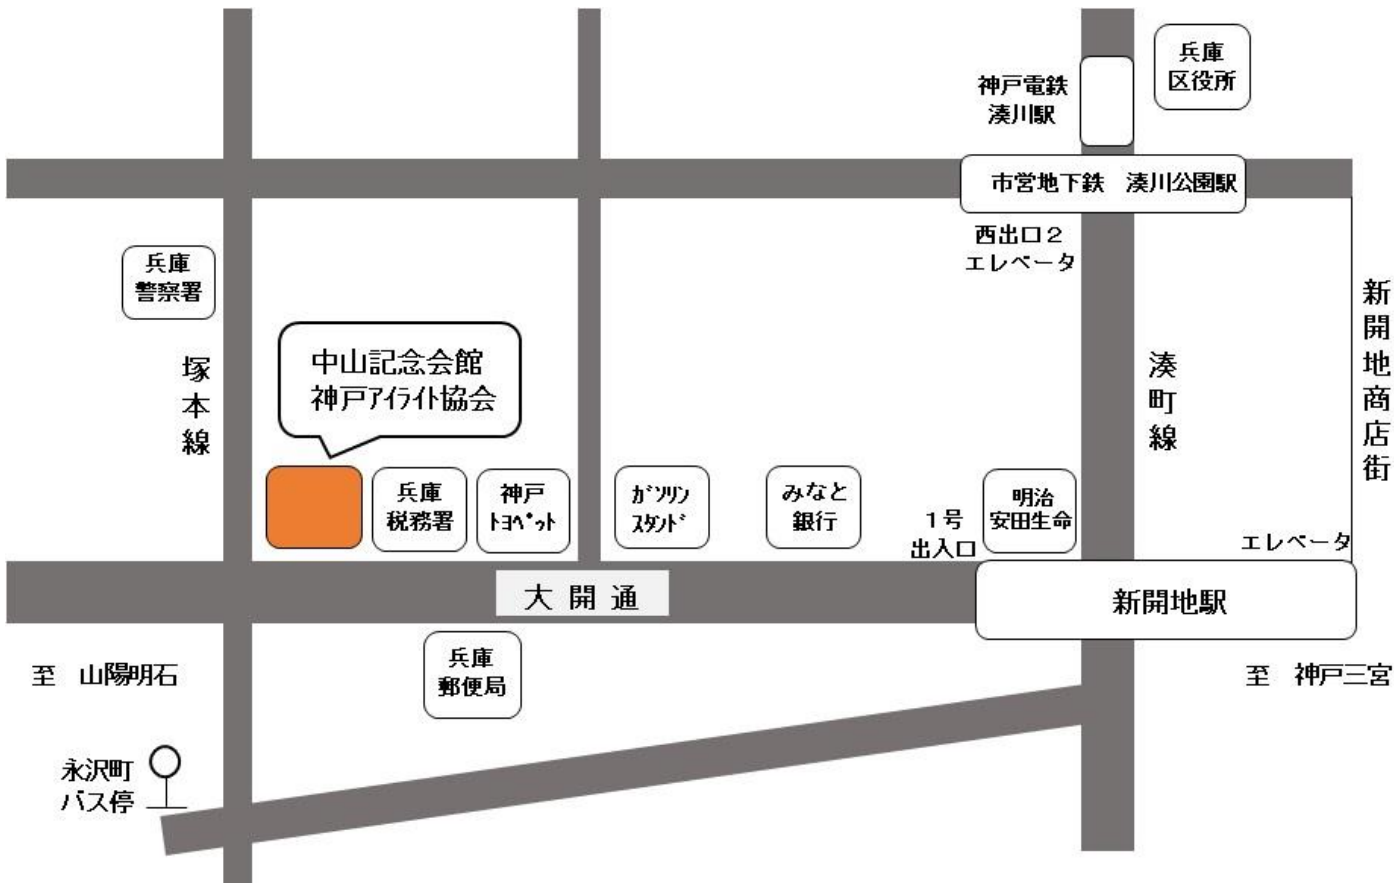 兵庫
区役所
神戸電鉄
湊川駅
市営地下鉄　湊川公園駅
西出口２
エレベータ
兵庫
警察署
新開地商店街
中山記念会館
神戸ｱｲﾗｲﾄ協会
塚本線
湊町線
兵庫
税務署
神戸
ﾄﾖﾍﾟｯﾄ
ｶﾞｿﾘﾝ
ｽﾀﾝﾄﾞ
みなと
銀行
１号
出入口
明治
安田生命
エレベータ
大開通
新開地駅
兵庫
郵便局
至　山陽明石
至　神戸三宮
永沢町
バス停